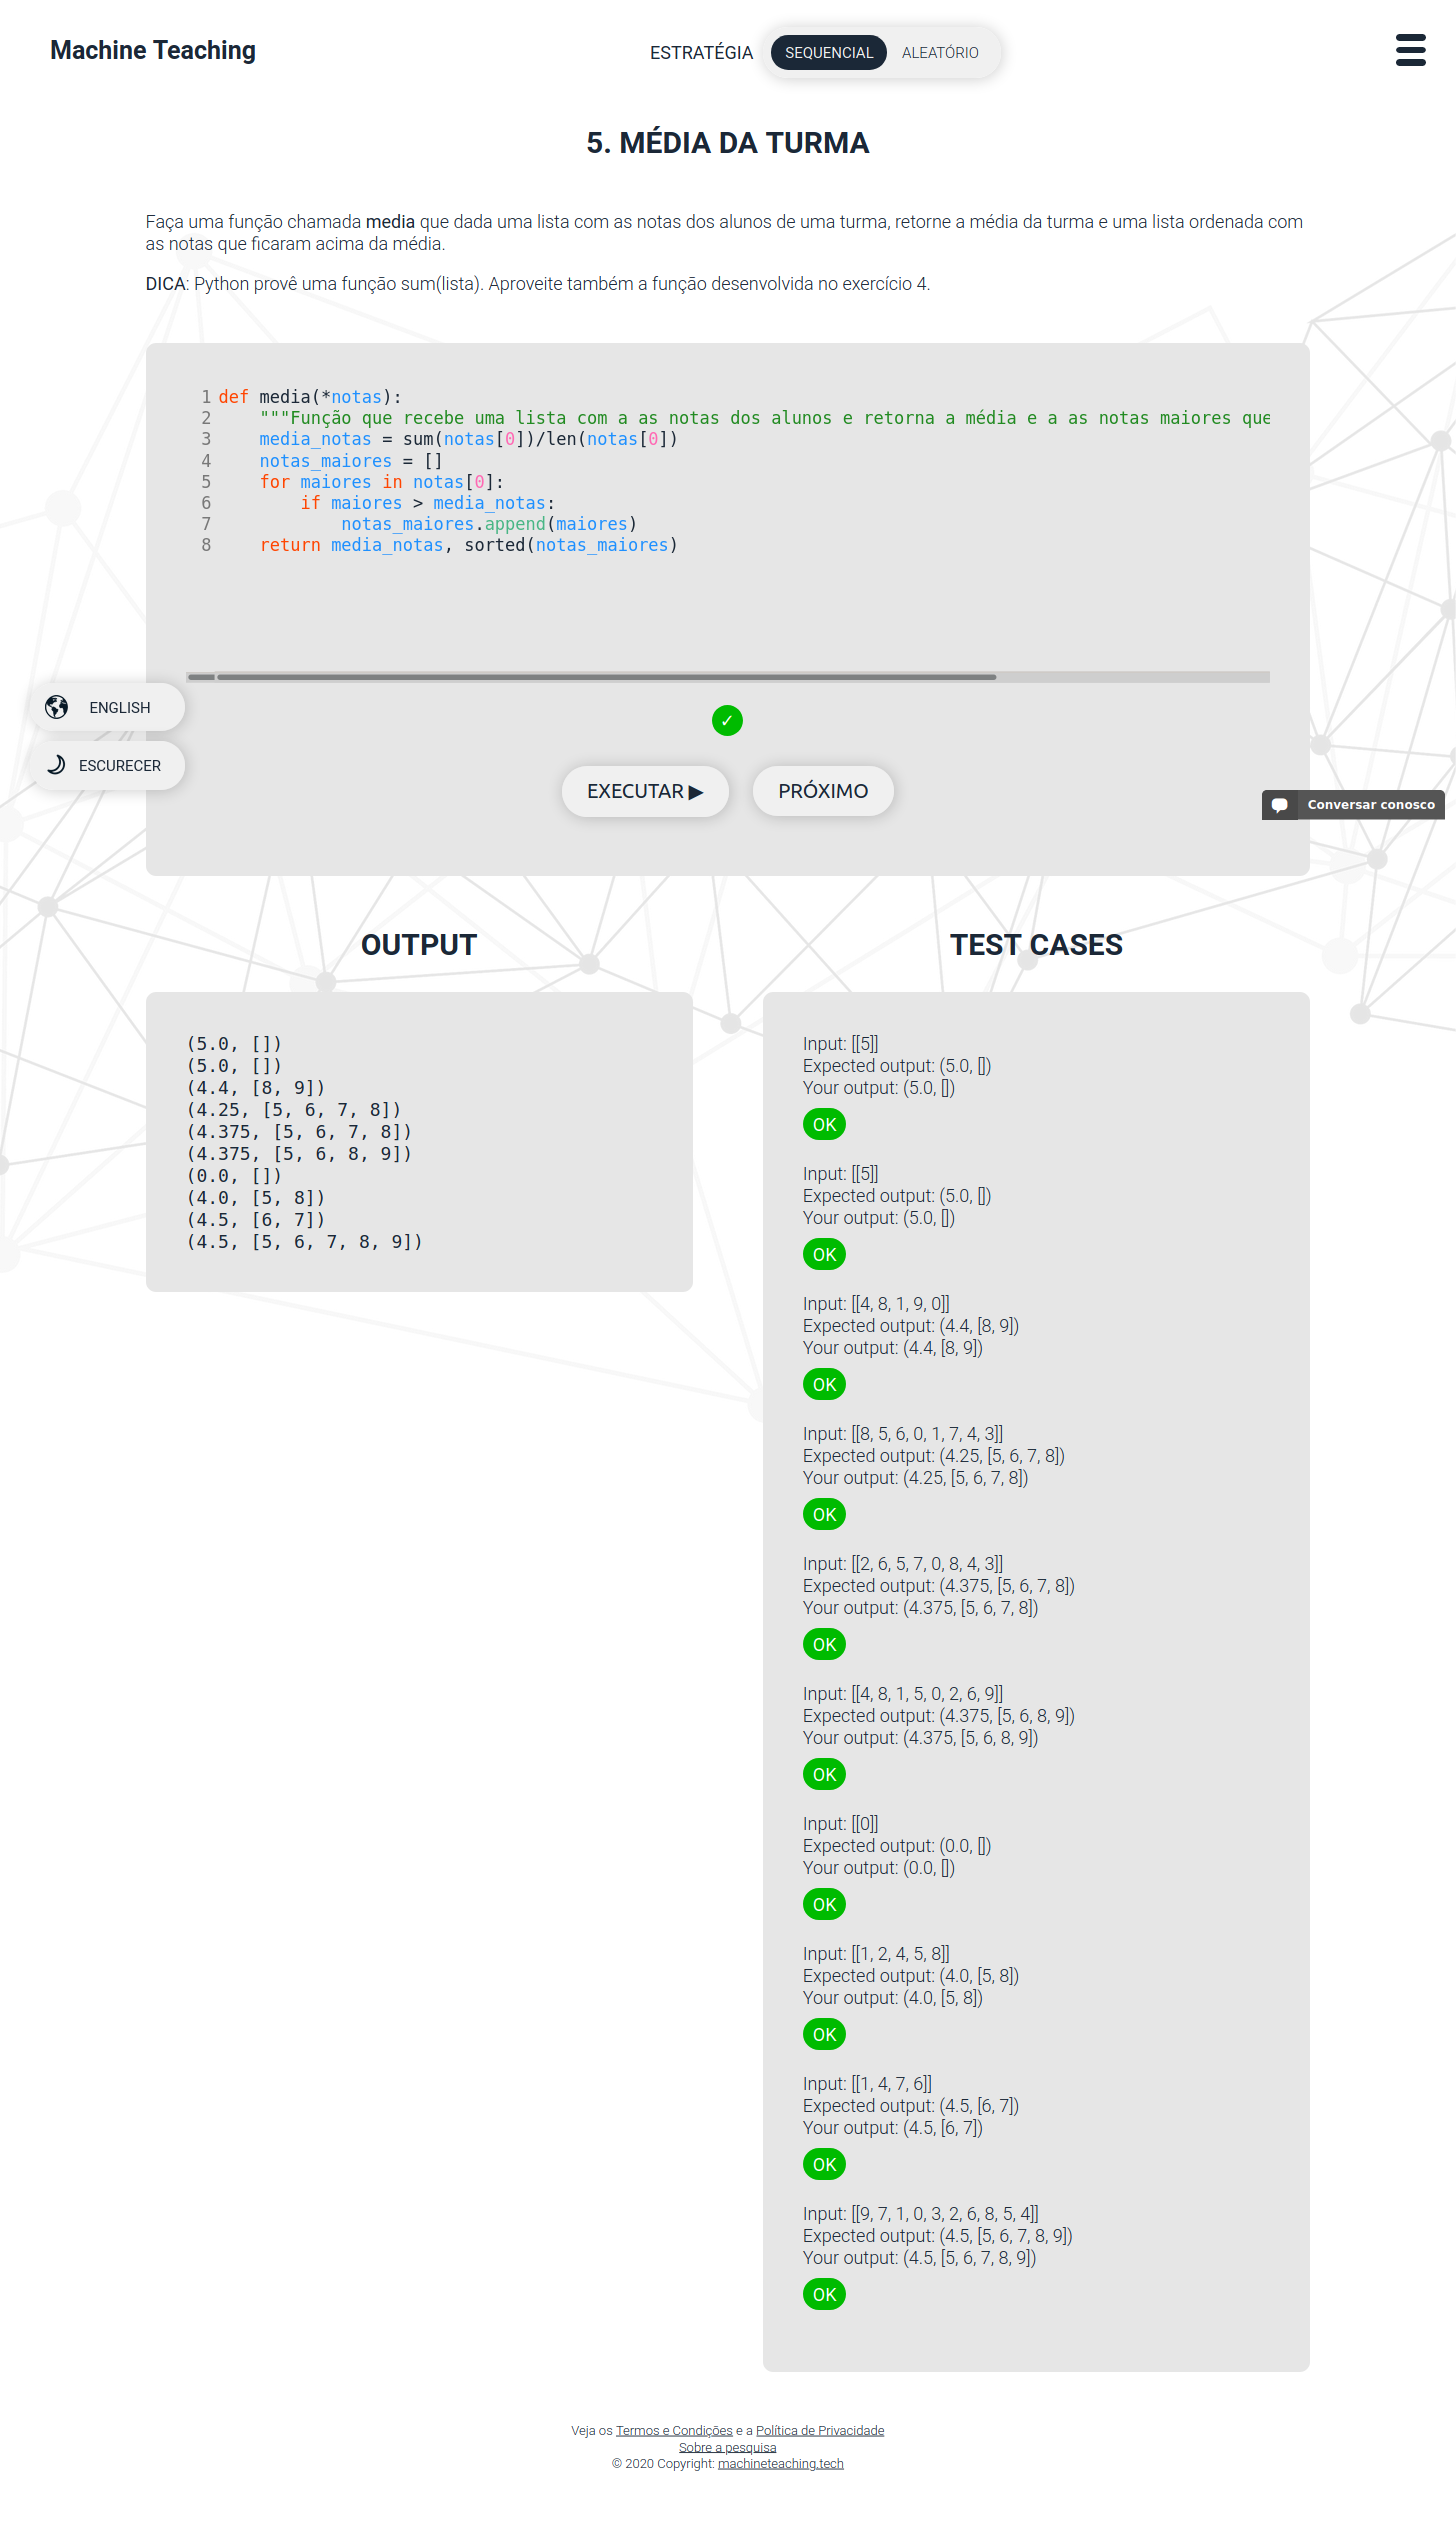 Machine Teaching
ESTRATÉGIA SEQUENCIAL ALEATÓRIO
5. MÉDIA DA TURMA
Faça uma função chamada media que dada uma lista com as notas dos alunos de uma turma, retorne a média da turma e uma lista ordenada com
as notas que ficaram acima da média.
DICA: Python provê uma função sum(lista). Aproveite também a função desenvolvida no exercício 4.
1 def media(*notas):
2     """Função que recebe uma lista com a as notas dos alunos e retorna a média e a as notas maiores que
3     media_notas = sum(notas[0])/len(notas[0])
4     notas_maiores = []
5     for maiores in notas[0]:
6         if maiores > media_notas:
7             notas_maiores.append(maiores)
8     return media_notas, sorted(notas_maiores)
ENGLISH
✓
ESCURECER
EXECUTAR ▶ PRÓXIMO
Conversar conosco
OUTPUT
(5.0, [])
(5.0, [])
(4.4, [8, 9])
(4.25, [5, 6, 7, 8])
(4.375, [5, 6, 7, 8])
(4.375, [5, 6, 8, 9])
(0.0, [])
(4.0, [5, 8])
(4.5, [6, 7])
(4.5, [5, 6, 7, 8, 9])
TEST CASES
Input: [[5]]
Expected output: (5.0, [])
Your output: (5.0, [])
OK
Input: [[5]]
Expected output: (5.0, [])
Your output: (5.0, [])
OK
Input: [[4, 8, 1, 9, 0]]
Expected output: (4.4, [8, 9])
Your output: (4.4, [8, 9])
OK
Input: [[8, 5, 6, 0, 1, 7, 4, 3]]
Expected output: (4.25, [5, 6, 7, 8])
Your output: (4.25, [5, 6, 7, 8])
OK
Input: [[2, 6, 5, 7, 0, 8, 4, 3]]
Expected output: (4.375, [5, 6, 7, 8])
Your output: (4.375, [5, 6, 7, 8])
OK
Input: [[4, 8, 1, 5, 0, 2, 6, 9]]
Expected output: (4.375, [5, 6, 8, 9])
Your output: (4.375, [5, 6, 8, 9])
OK
Input: [[0]]
Expected output: (0.0, [])
Your output: (0.0, [])
OK
Input: [[1, 2, 4, 5, 8]]
Expected output: (4.0, [5, 8])
Your output: (4.0, [5, 8])
OK
Input: [[1, 4, 7, 6]]
Expected output: (4.5, [6, 7])
Your output: (4.5, [6, 7])
OK
Input: [[9, 7, 1, 0, 3, 2, 6, 8, 5, 4]]
Expected output: (4.5, [5, 6, 7, 8, 9])
Your output: (4.5, [5, 6, 7, 8, 9])
OK
Veja os Termos e Condições e a Política de Privacidade
Sobre a pesquisa
© 2020 Copyright: machineteaching.tech